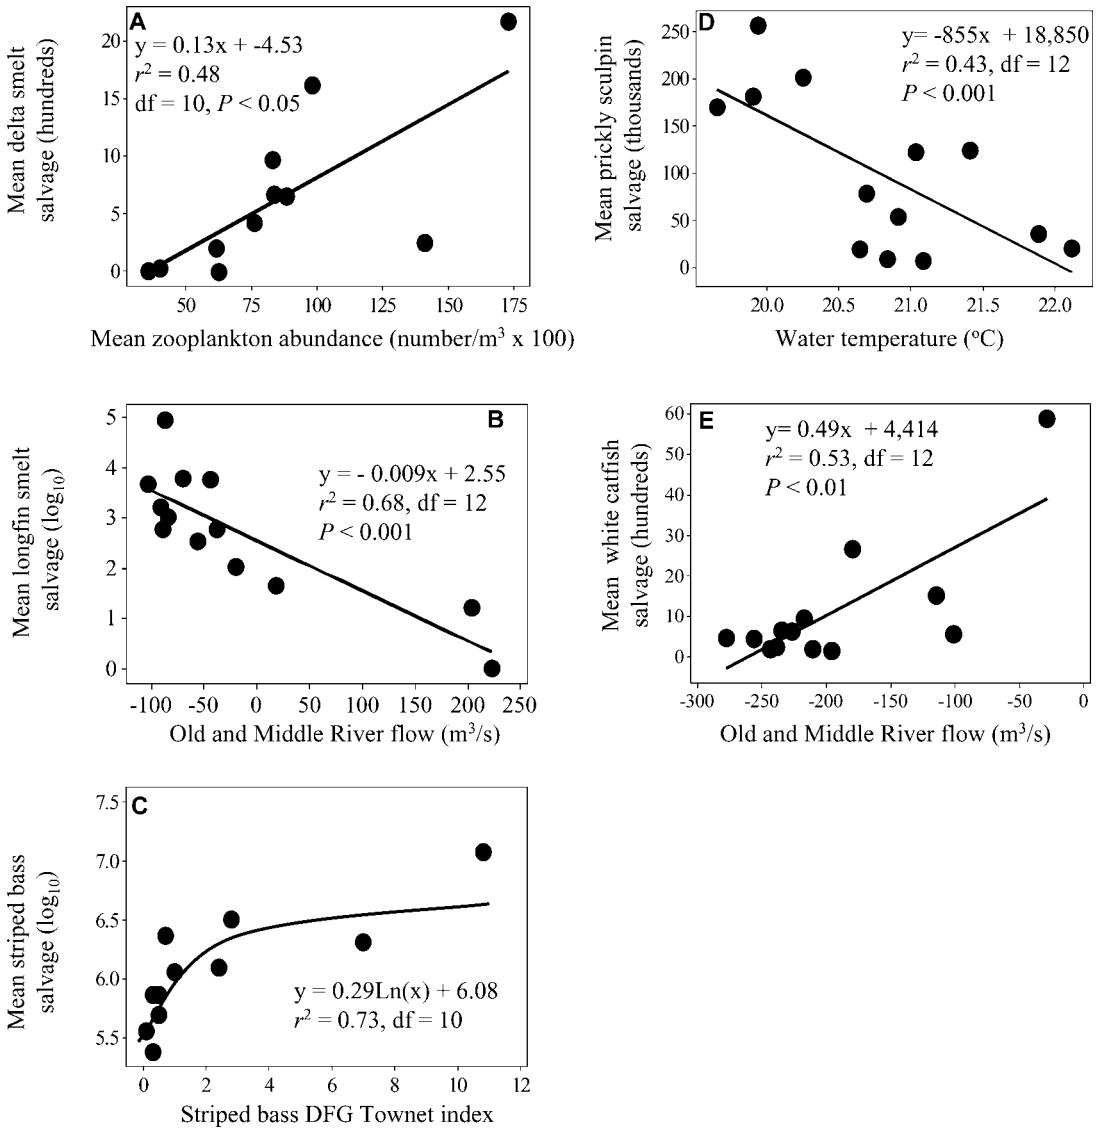 A
y = 0.13x + -4.53
r² = 0.48
df = 10, P < 0.05
Mean delta smelt
salvage (hundreds)
20
15
10
5
0
50 75 100 125 150 175
Mean zooplankton abundance (number/m³ x 100)
D
y= -855x + 18,850
r² = 0.43, df = 12
P < 0.001
Mean prickly sculpin
salvage (thousands)
250
200
150
100
50
0
20.0 20.5 21.0 21.5 22.0
Water temperature (°C)
B
y = - 0.009x + 2.55
r² = 0.68, df = 12
P < 0.001
Mean longfin smelt
salvage (log₁₀)
5
4
3
2
1
0
-100 -50 0 50 100 150 200 250
Old and Middle River flow (m³/s)
E
y= 0.49x + 4,414
r² = 0.53, df = 12
P < 0.01
Mean white catfish
salvage (hundreds)
60
50
40
30
20
10
0
-300 -250 -200 -150 -100 -50 0
Old and Middle River flow (m³/s)
C
y = 0.29Ln(x) + 6.08
r² = 0.73, df = 10
Mean striped bass
salvage (log₁₀)
7.5
7.0
6.5
6.0
5.5
0 2 4 6 8 10 12
Striped bass DFG Townet index